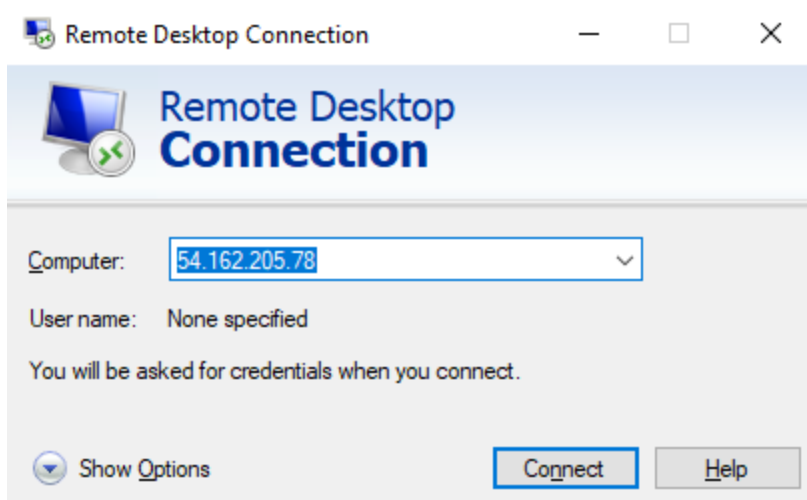 Remote Desktop Connection
Remote Desktop
Connection
Computer: 54.162.205.78
User name: None specified
You will be asked for credentials when you connect.
Show Options Connect Help